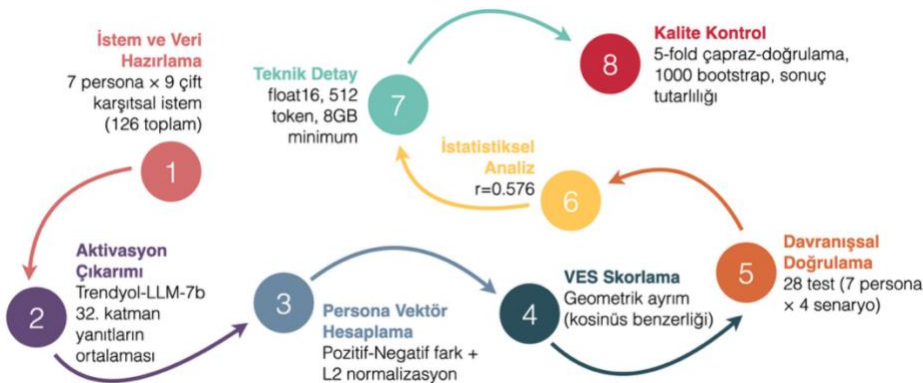 1
İstem ve Veri
Hazırlama
7 persona × 9 çift
karşıtsal istem
(126 toplam)
2
Aktivasyon
Çıkarımı
Trendyol-LLM-7b
32. katman
yanıtların
ortalaması
3
Persona Vektör
Hesaplama
Pozitif-Negatif fark +
L2 normalizasyon
4
VES Skorlama
Geometrik ayrım
(kosinüs benzerliği)
5
Davranışsal
Doğrulama
28 test (7 persona
× 4 senaryo)
6
İstatistiksel
Analiz
r=0.576
7
Teknik Detay
float16, 512
token, 8GB
minimum
8
Kalite Kontrol
5-fold çapraz-doğrulama,
1000 bootstrap, sonuç
tutarlılığı